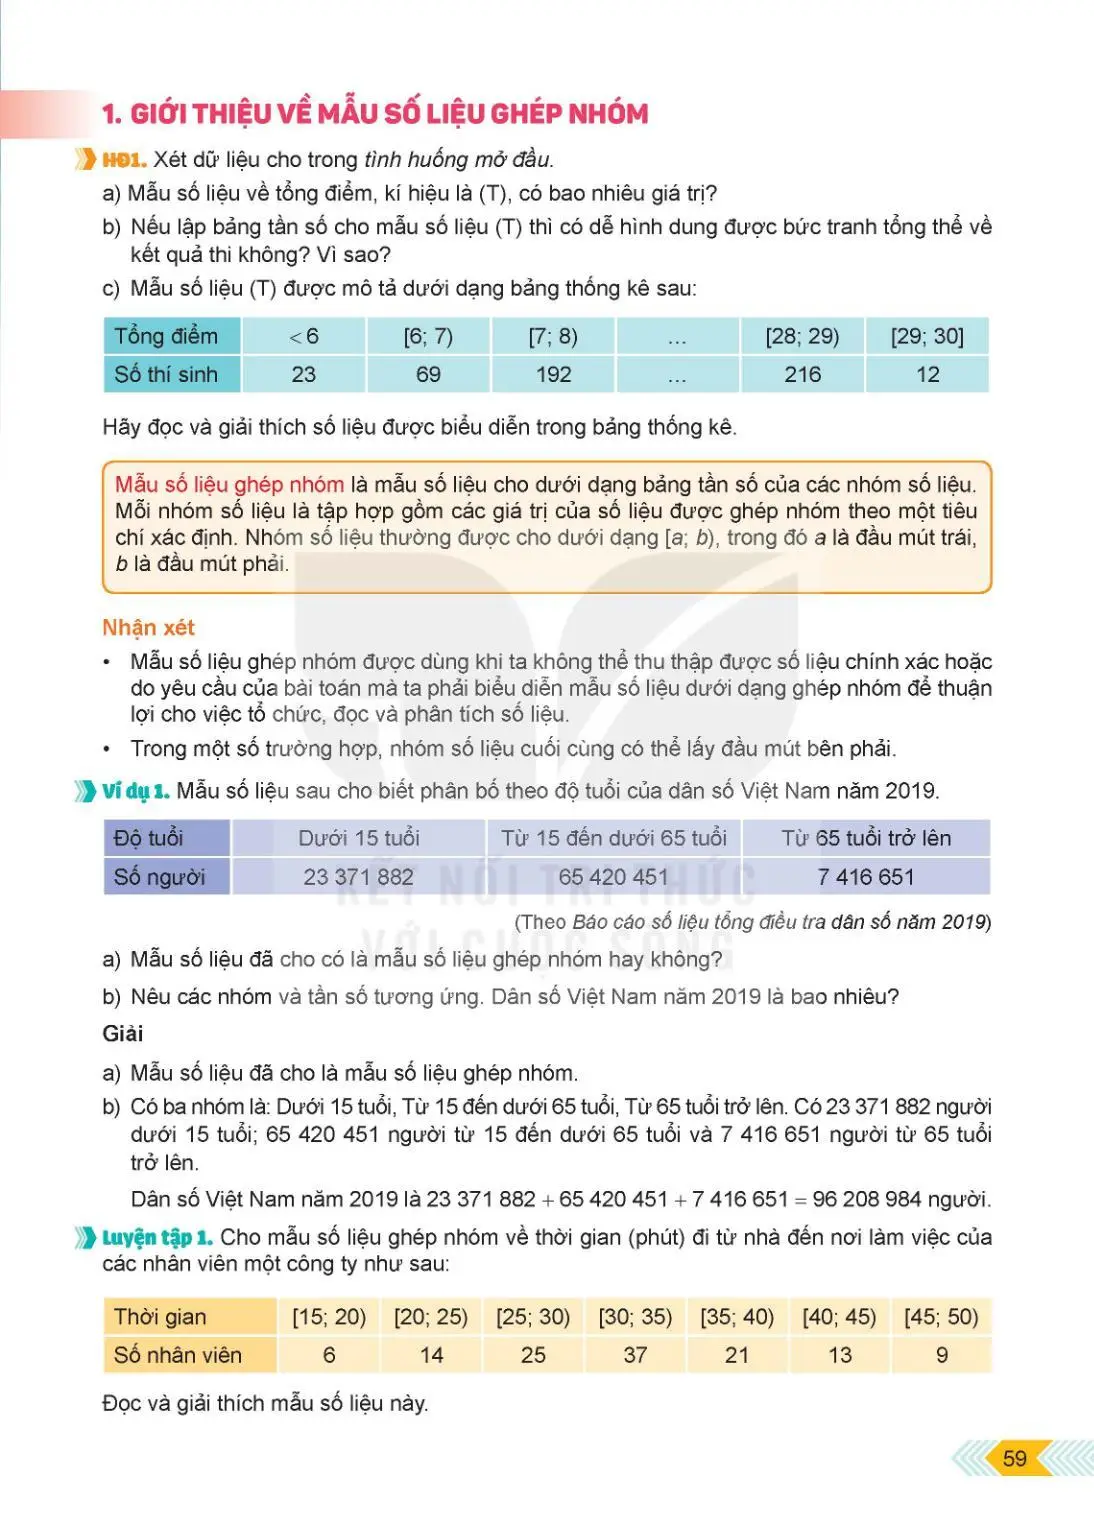 1. GIỚI THIỆU VỀ MẪU SỐ LIỆU GHÉP NHÓM
HĐ1. Xét dữ liệu cho trong tình huống mở đầu.
a) Mẫu số liệu về tổng điểm, kí hiệu là (T), có bao nhiêu giá trị?
b) Nếu lập bảng tần số cho mẫu số liệu (T) thì có dễ hình dung được bức tranh tổng thể về
kết quả thi không? Vì sao?
c) Mẫu số liệu (T) được mô tả dưới dạng bảng thống kê sau:
Tổng điểm < 6 [6; 7) [7; 8) ... [28; 29) [29; 30]
Số thí sinh 23 69 192 ... 216 12
Hãy đọc và giải thích số liệu được biểu diễn trong bảng thống kê.
Mẫu số liệu ghép nhóm là mẫu số liệu cho dưới dạng bảng tần số của các nhóm số liệu.
Mỗi nhóm số liệu là tập hợp gồm các giá trị của số liệu được ghép nhóm theo một tiêu
chí xác định. Nhóm số liệu thường được cho dưới dạng [a; b), trong đó a là đầu mút trái,
b là đầu mút phải.
Nhận xét
• Mẫu số liệu ghép nhóm được dùng khi ta không thể thu thập được số liệu chính xác hoặc
do yêu cầu của bài toán mà ta phải biểu diễn mẫu số liệu dưới dạng ghép nhóm để thuận
lợi cho việc tổ chức, đọc và phân tích số liệu.
• Trong một số trường hợp, nhóm số liệu cuối cùng có thể lấy đầu mút bên phải.
Ví dụ 1. Mẫu số liệu sau cho biết phân bố theo độ tuổi của dân số Việt Nam năm 2019.
Độ tuổi Dưới 15 tuổi Từ 15 đến dưới 65 tuổi Từ 65 tuổi trở lên
Số người 23 371 882 65 420 451 7 416 651
KẾT NỐI TRI THỨC
(Theo Báo cáo số liệu tổng điều tra dân số năm 2019)
VỚI CUỘC SỐNG
a) Mẫu số liệu đã cho có là mẫu số liệu ghép nhóm hay không?
b) Nêu các nhóm và tần số tương ứng. Dân số Việt Nam năm 2019 là bao nhiêu?
Giải
a) Mẫu số liệu đã cho là mẫu số liệu ghép nhóm.
b) Có ba nhóm là: Dưới 15 tuổi, Từ 15 đến dưới 65 tuổi, Từ 65 tuổi trở lên. Có 23 371 882 người
dưới 15 tuổi; 65 420 451 người từ 15 đến dưới 65 tuổi và 7 416 651 người từ 65 tuổi
trở lên.
Dân số Việt Nam năm 2019 là 23 371 882 + 65 420 451 + 7 416 651 = 96 208 984 người.
Luyện tập 1. Cho mẫu số liệu ghép nhóm về thời gian (phút) đi từ nhà đến nơi làm việc của
các nhân viên một công ty như sau:
Thời gian [15; 20) [20; 25) [25; 30) [30; 35) [35; 40) [40; 45) [45; 50)
Số nhân viên 6 14 25 37 21 13 9
Đọc và giải thích mẫu số liệu này.
59